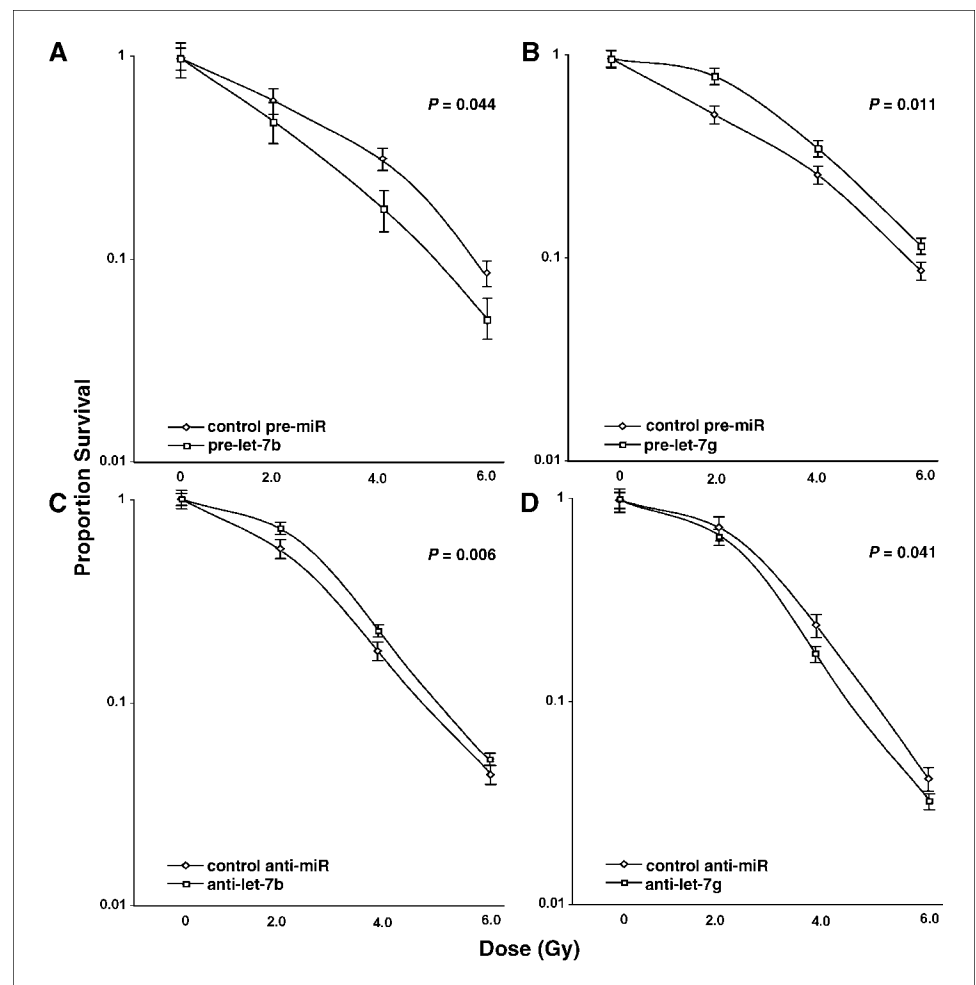 A
1
P = 0.044
0.1
control pre-miR
pre-let-7b
0.01
0 2.0 4.0 6.0
B
1
P = 0.011
0.1
control pre-miR
pre-let-7g
0.01
0 2.0 4.0 6.0
Proportion Survival
C
1
P = 0.006
0.1
control anti-miR
anti-let-7b
0.01
0 2.0 4.0 6.0
D
1
P = 0.041
0.1
control anti-miR
anti-let-7g
0.01
0 2.0 4.0 6.0
Dose (Gy)